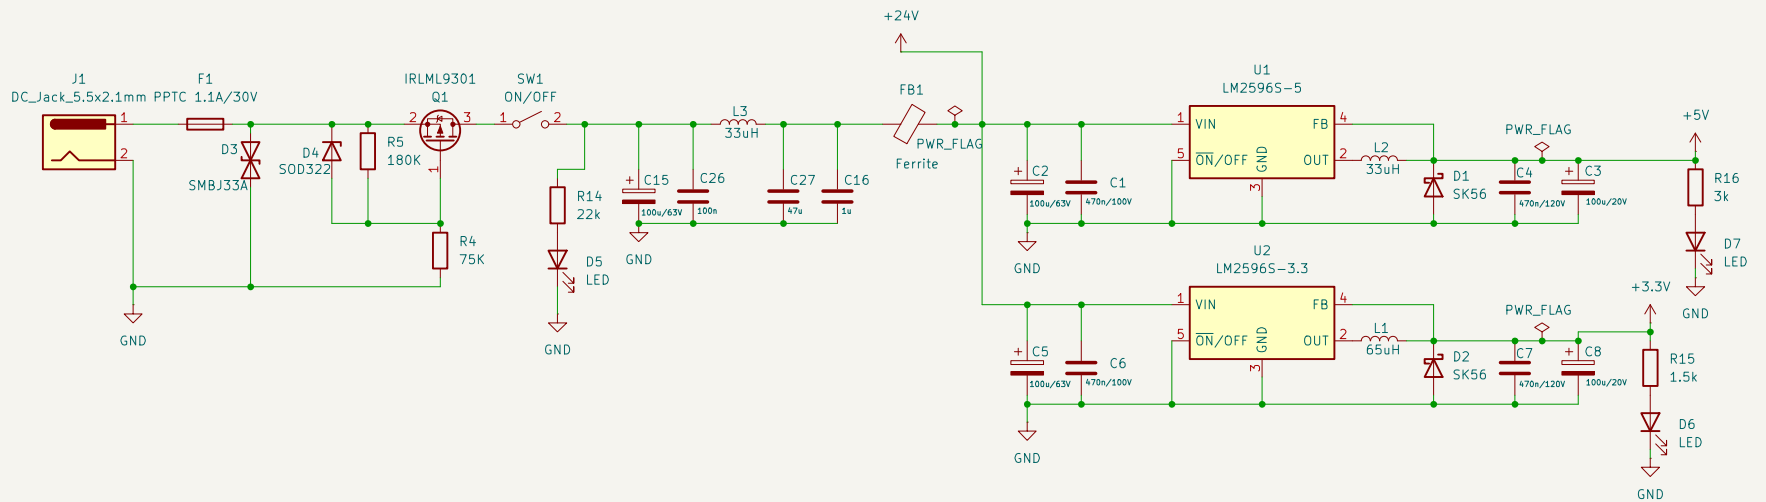 +24V
J1
DC_Jack_5.5x2.1mm
1
2
GND
F1
PPTC 1.1A/30V
D3
SMBJ33A
D4
SOD322
R5
180K
IRLML9301
Q1
2
3
1
R4
75K
SW1
ON/OFF
1
2
R14
22k
D5
LED
GND
C15
100u/63V
C26
100n
GND
L3
33uH
C27
47u
C16
1u
FB1
Ferrite
PWR_FLAG
C2
100u/63V
C1
470n/100V
GND
U1
LM2596S-5
1
VIN
5
ON/OFF
GND
3
FB
4
OUT
2
L2
33uH
D1
SK56
PWR_FLAG
C4
470n/120V
C3
100u/20V
+5V
R16
3k
D7
LED
GND
C5
100u/63V
C6
470n/100V
GND
U2
LM2596S-3.3
1
VIN
5
ON/OFF
GND
3
FB
4
OUT
2
L1
65uH
D2
SK56
PWR_FLAG
C7
470n/120V
C8
100u/20V
+3.3V
R15
1.5k
D6
LED
GND